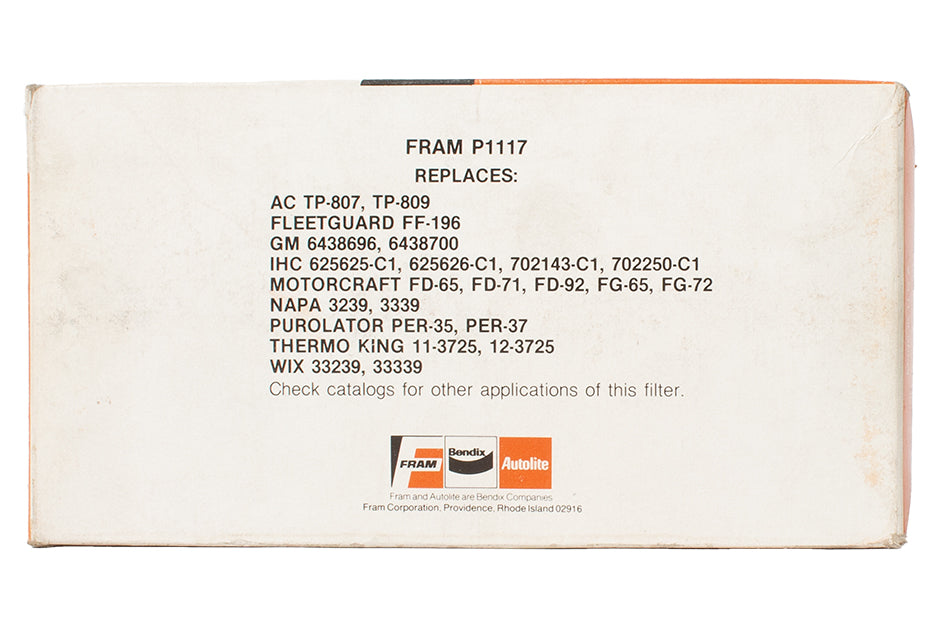 FRAM P1117
REPLACES:
AC TP-807, TP-809
FLEETGUARD FF-196
GM 6438696, 6438700
IHC 625625-C1, 625626-C1, 702143-C1, 702250-C1
MOTORCRAFT FD-65, FD-71, FD-92, FG-65, FG-72
NAPA 3239, 3339
PUROLATOR PER-35, PER-37
THERMO KING 11-3725, 12-3725
WIX 33239, 33339
Check catalogs for other applications of this filter.
FRAM Bendix Autolite
Fram and Autolite are Bendix Companies
Fram Corporation, Providence, Rhode Island 02916